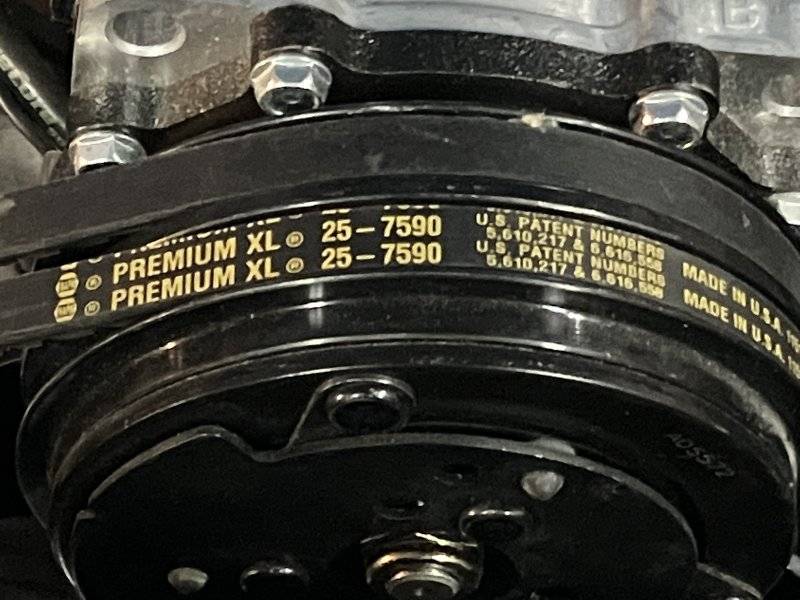 PREMIUM XL ® 25-7590
U.S. PATENT NUMBERS
5,610,217 & 6,616,558
MADE IN U.S.A.
PREMIUM XL ® 25-7590
U.S. PATENT NUMBERS
5,610,217 & 6,616,558
MADE IN U.S.A.